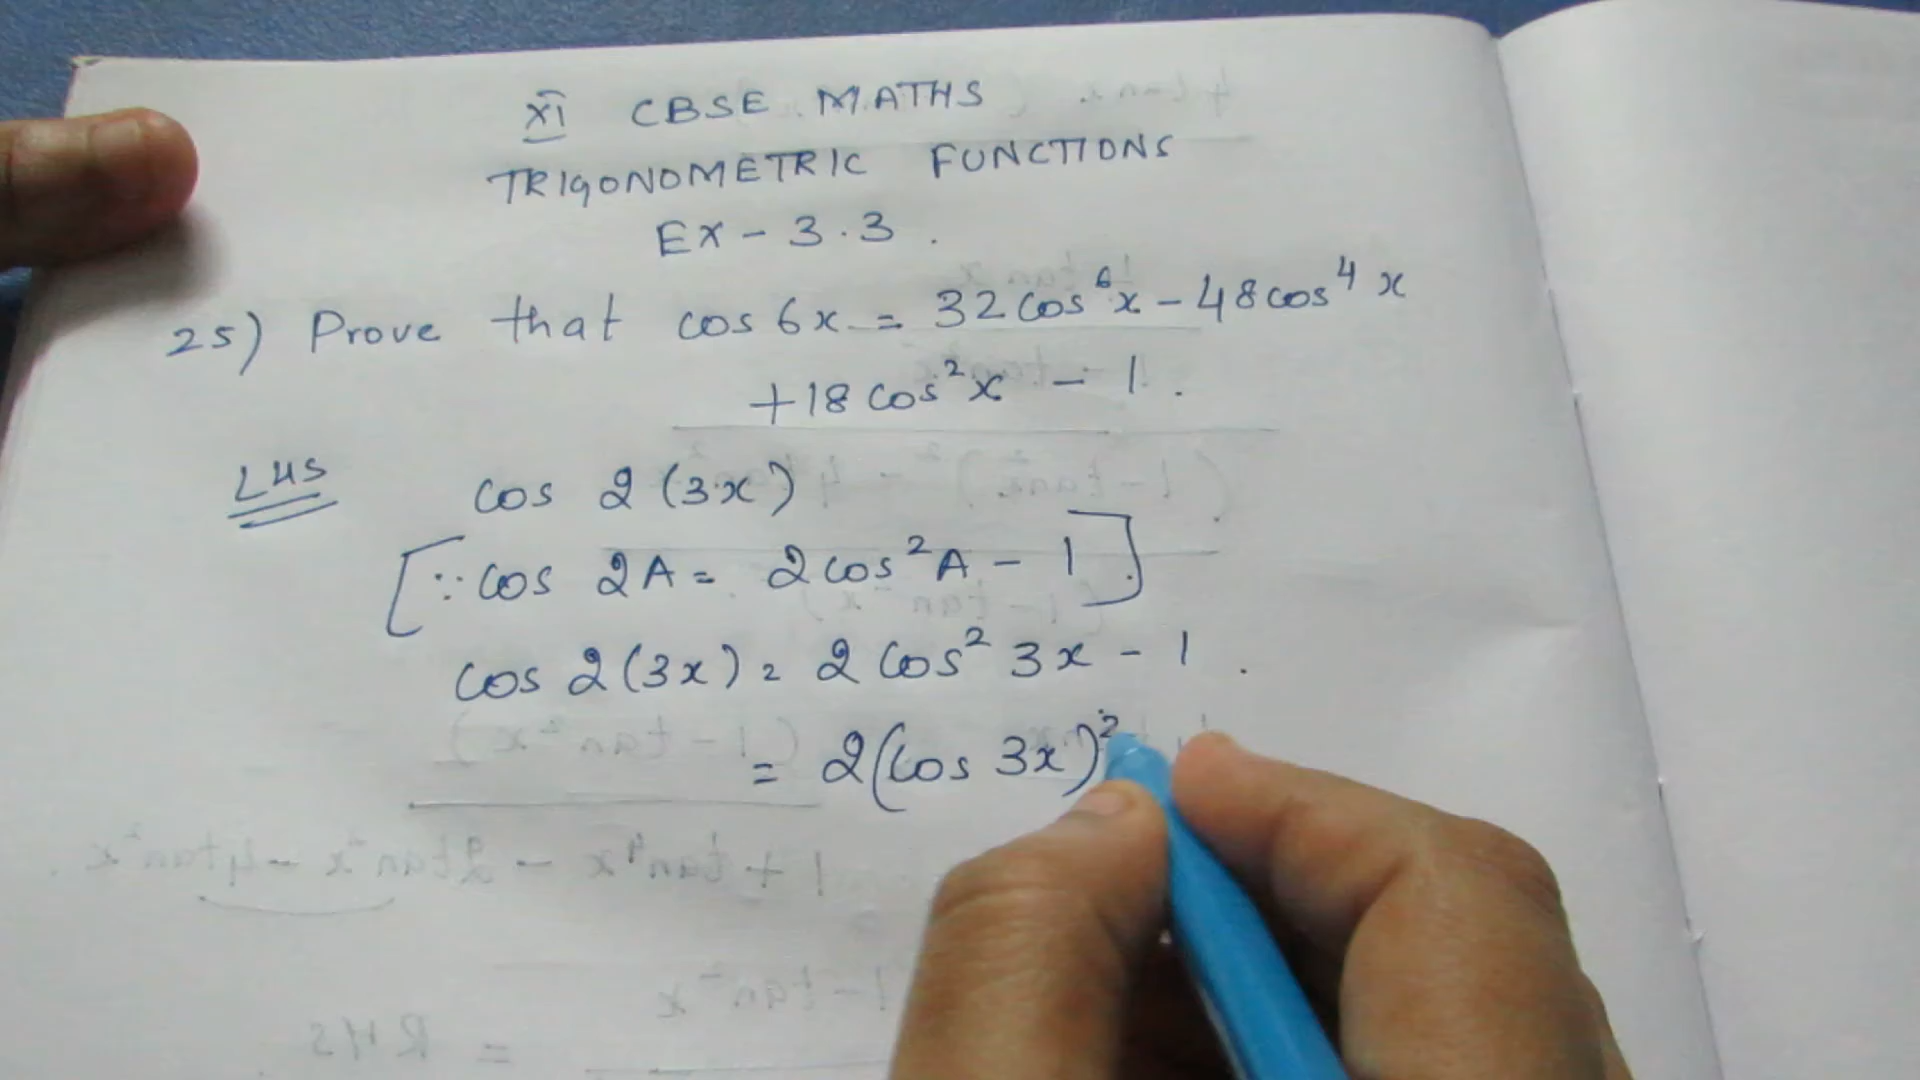 XI CBSE MATHS
TRIGONOMETRIC FUNCTIONS
EX - 3.3.
25) Prove that cos 6x = 32 cos⁶x - 48 cos⁴ x
+18 cos²x - 1.
LHS cos 2 (3x)
[∵ cos 2A = 2 cos²A - 1]
cos 2(3x) = 2 cos² 3x - 1.
= 2(cos 3x)²